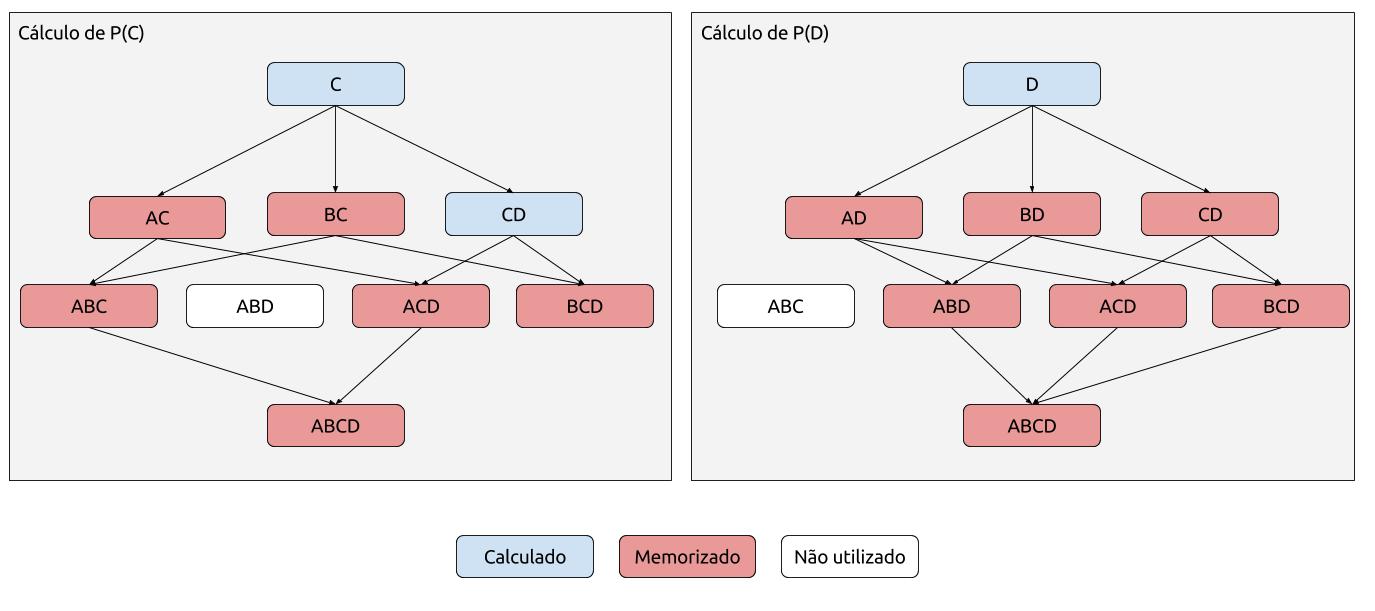 Cálculo de P(C)
C
AC
BC
CD
ABC
ABD
ACD
BCD
ABCD
Cálculo de P(D)
D
AD
BD
CD
ABC
ABD
ACD
BCD
ABCD
Calculado
Memorizado
Não utilizado